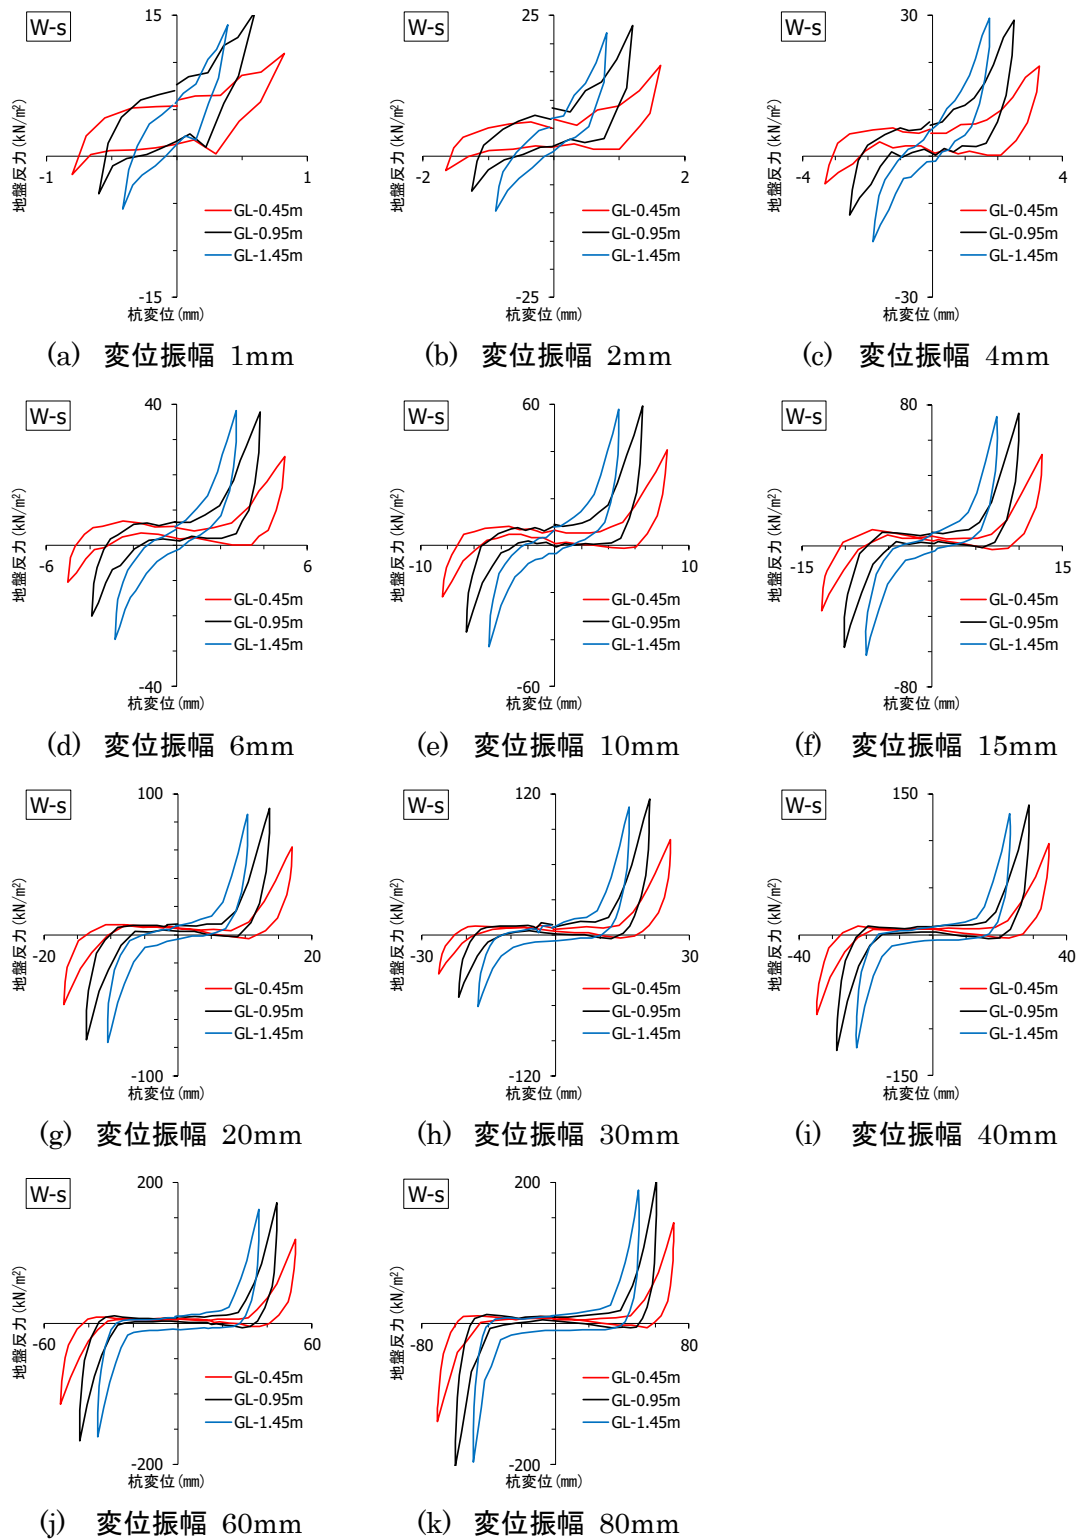 W-s
15
-15
-1
1
地盤反力(kN/m²)
杭変位(mm)
GL-0.45m
GL-0.95m
GL-1.45m
(a) 変位振幅 1mm
W-s
25
-25
-2
2
地盤反力(kN/m²)
杭変位(mm)
GL-0.45m
GL-0.95m
GL-1.45m
(b) 変位振幅 2mm
W-s
30
-30
-4
4
地盤反力(kN/m²)
杭変位(mm)
GL-0.45m
GL-0.95m
GL-1.45m
(c) 変位振幅 4mm
W-s
40
-40
-6
6
地盤反力(kN/m²)
杭変位(mm)
GL-0.45m
GL-0.95m
GL-1.45m
(d) 変位振幅 6mm
W-s
60
-60
-10
10
地盤反力(kN/m²)
杭変位(mm)
GL-0.45m
GL-0.95m
GL-1.45m
(e) 変位振幅 10mm
W-s
80
-80
-15
15
地盤反力(kN/m²)
杭変位(mm)
GL-0.45m
GL-0.95m
GL-1.45m
(f) 変位振幅 15mm
W-s
100
-100
-20
20
地盤反力(kN/m²)
杭変位(mm)
GL-0.45m
GL-0.95m
GL-1.45m
(g) 変位振幅 20mm
W-s
120
-120
-30
30
地盤反力(kN/m²)
杭変位(mm)
GL-0.45m
GL-0.95m
GL-1.45m
(h) 変位振幅 30mm
W-s
150
-150
-40
40
地盤反力(kN/m²)
杭変位(mm)
GL-0.45m
GL-0.95m
GL-1.45m
(i) 変位振幅 40mm
W-s
200
-200
-60
60
地盤反力(kN/m²)
杭変位(mm)
GL-0.45m
GL-0.95m
GL-1.45m
(j) 変位振幅 60mm
W-s
200
-200
-80
80
地盤反力(kN/m²)
杭変位(mm)
GL-0.45m
GL-0.95m
GL-1.45m
(k) 変位振幅 80mm